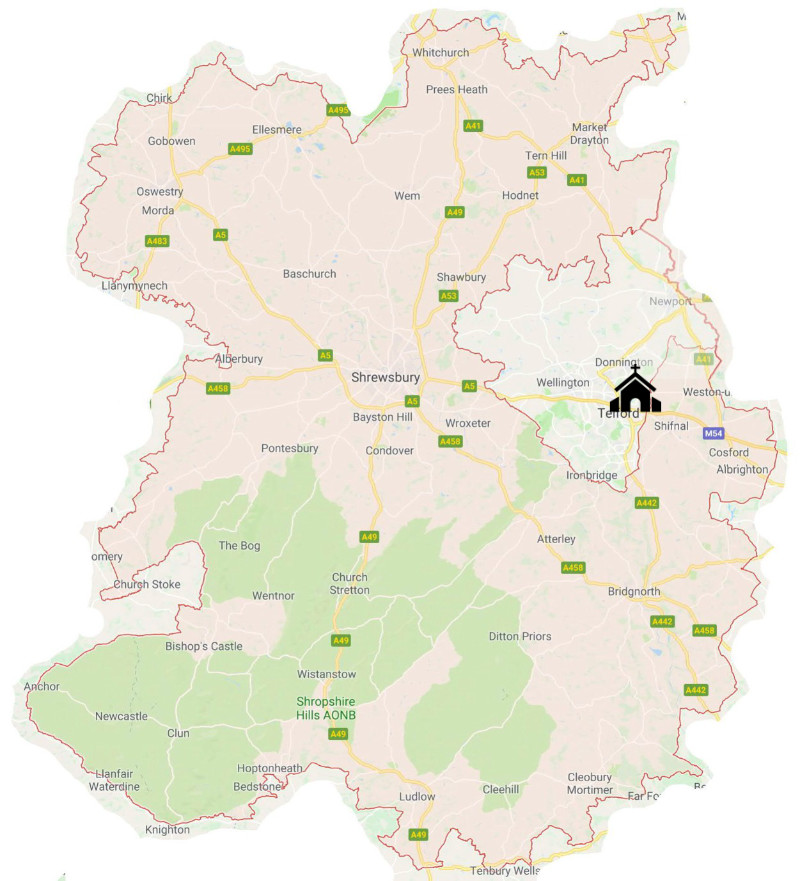 M
Whitchurch
Prees Heath
Chirk
A495
Ellesmere
A41
Market
Drayton
Gobowen
A495
Tern Hill
A53
A41
Oswestry
Wem
Hodnet
Morda
A49
A483
A5
Baschurch
Shawbury
Llanymynech
A53
Newport
Alberbury
A5
Donnington
A41
Shrewsbury
Wellington
A458
A5
Weston-u
A5
Bayston Hill
Wroxeter
Telford
Shifnal
A458
M54
Pontesbury
Condover
Cosford
Albrighton
Ironbridge
A442
The Bog
A49
Atterley
omery
A458
Church Stoke
Church
Stretton
Wentnor
Bridgnorth
A442
A458
Bishop's Castle
A49
Ditton Priors
Wistanstow
Anchor
A442
Shropshire
Hills AONB
Newcastle
Clun
A49
Llanfair
Waterdine
Hoptonheath
Bedstone
Cleobury
Mortimer
Ludlow
Cleehill
Far Fo
Knighton
A49
Tenbury Wells